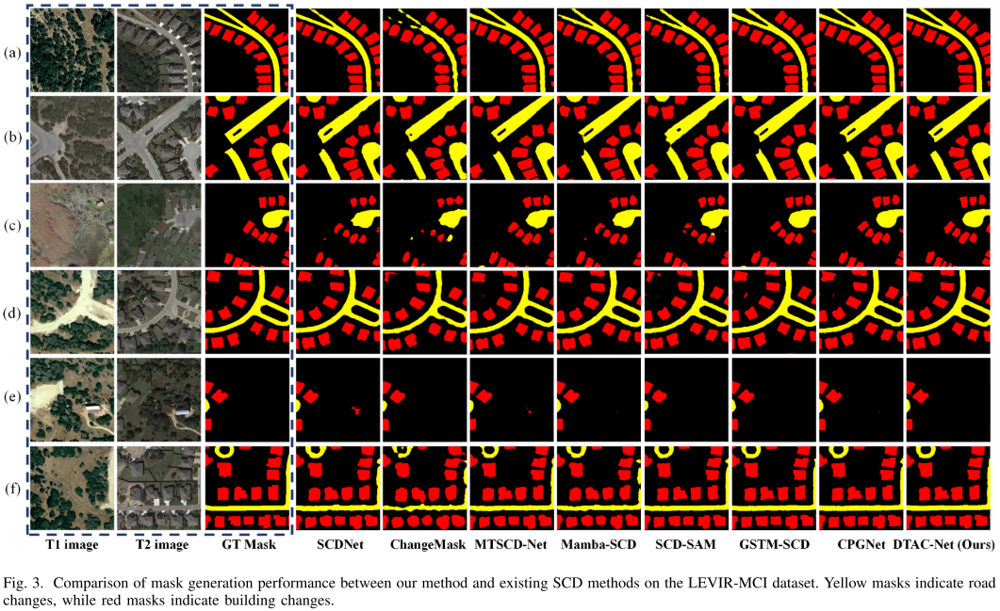 (a)
(b)
(c)
(d)
(e)
(f)
T1 image T2 image GT Mask SCDNet ChangeMask MTSCD-Net Mamba-SCD SCD-SAM GSTM-SCD CPGNet DTAC-Net (Ours)
Fig. 3. Comparison of mask generation performance between our method and existing SCD methods on the LEVIR-MCI dataset. Yellow masks indicate road
changes, while red masks indicate building changes.